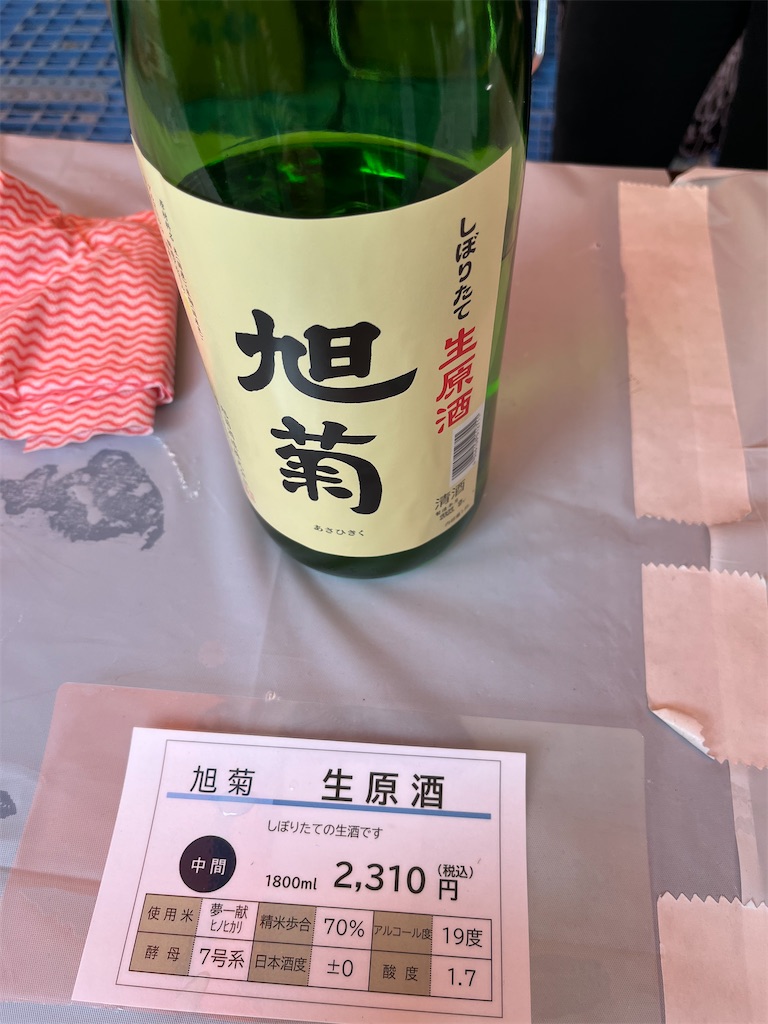 しぼりたて
生原酒
旭菊
あさひきく
清酒
旭菊 生原酒
しぼりたての生酒です
中間
1800ml 2,310円 (税込)
使用米 夢一献 ヒノヒカリ 精米歩合 70% アルコール度 19度
酵母 7号系 日本酒度 ±0 酸度 1.7